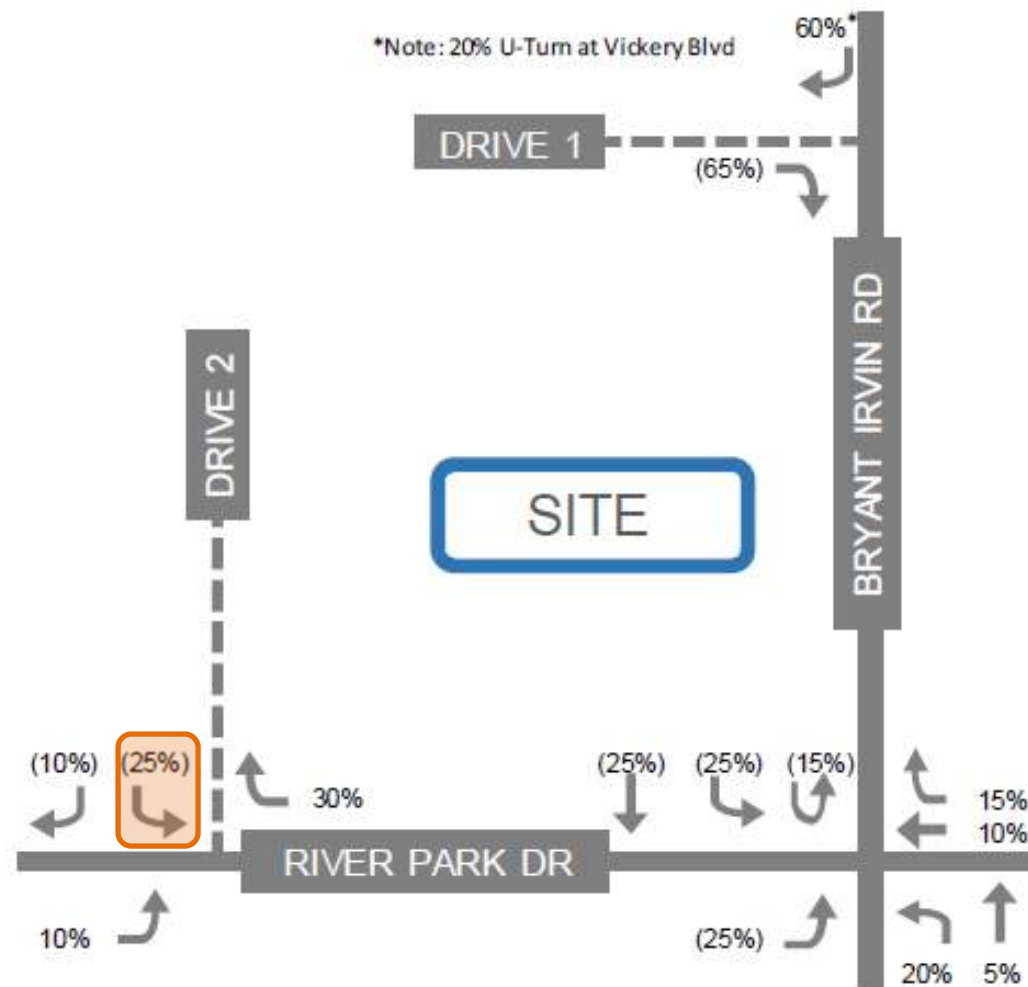 60%*
*Note: 20% U-Turn at Vickery Blvd
DRIVE 1
(65%)
BRYANT IRVIN RD
DRIVE 2
SITE
(10%) (25%)
30%
(25%) (25%) (15%)
15%
10%
RIVER PARK DR
10%
(25%)
20% 5%